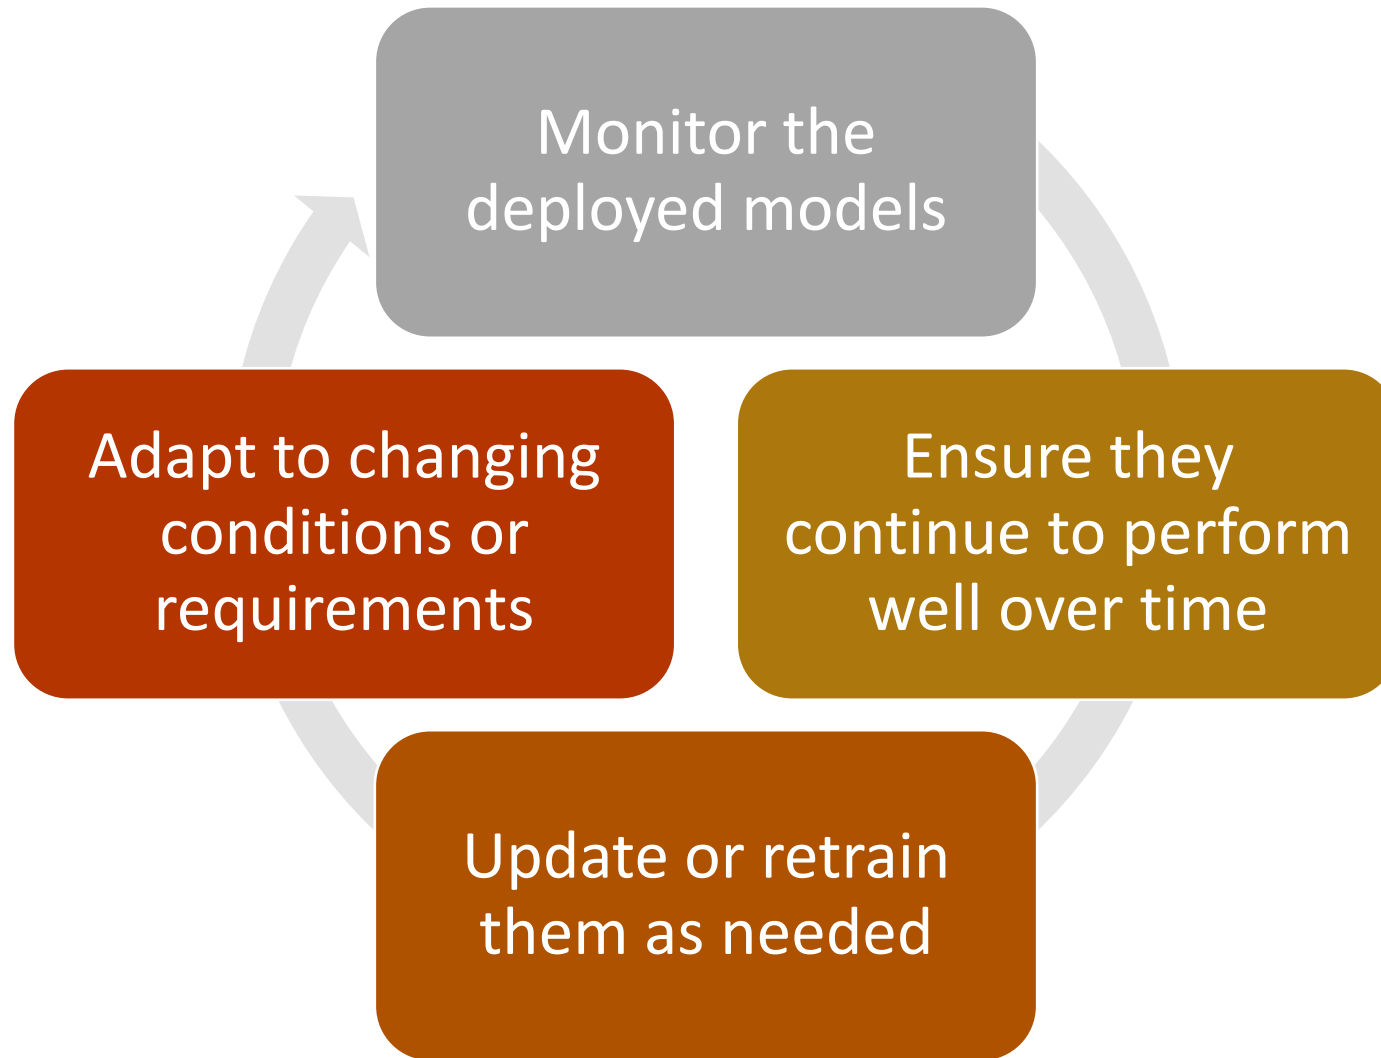 Monitor the
deployed models
Ensure they
continue to perform
well over time
Update or retrain
them as needed
Adapt to changing
conditions or
requirements